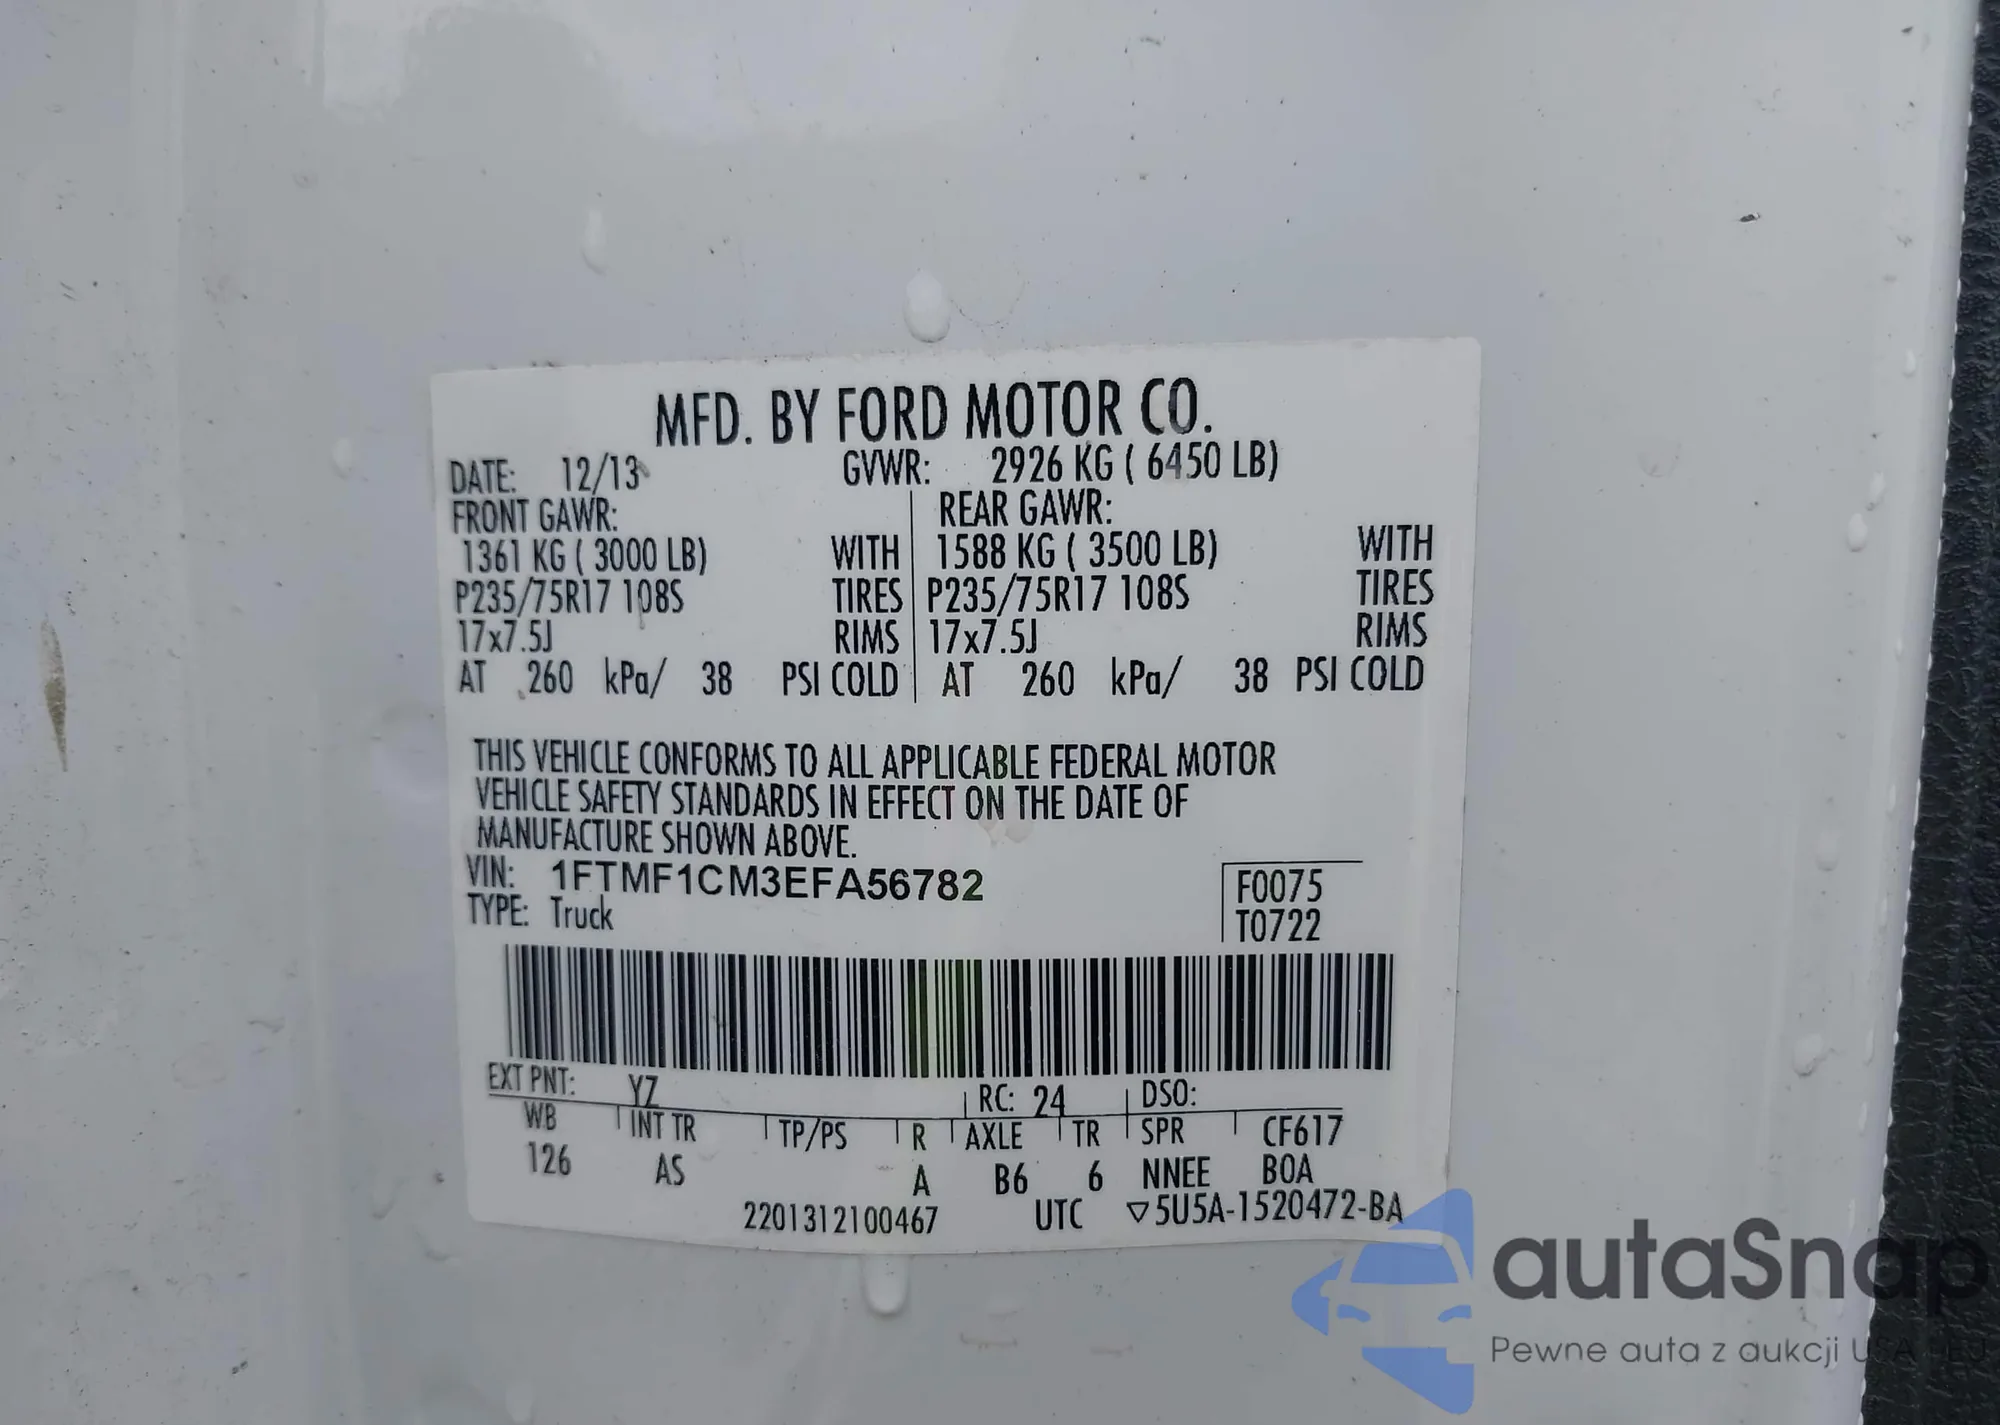 MFD. BY FORD MOTOR CO.
DATE: 12/13 GVWR: 2926 KG ( 6450 LB)
FRONT GAWR: REAR GAWR:
1361 KG ( 3000 LB) WITH 1588 KG ( 3500 LB) WITH
P235/75R17 108S TIRES P235/75R17 108S TIRES
17x7.5J RIMS 17x7.5J RIMS
AT 260 kPa/ 38 PSI COLD AT 260 kPa/ 38 PSI COLD
THIS VEHICLE CONFORMS TO ALL APPLICABLE FEDERAL MOTOR
VEHICLE SAFETY STANDARDS IN EFFECT ON THE DATE OF
MANUFACTURE SHOWN ABOVE.
VIN: 1FTMF1CM3EFA56782 F0075
TYPE: Truck T0722
EXT PNT: YZ RC: 24 DSO:
WB INT TR TP/PS R AXLE TR SPR CF617
126 AS A B6 6 NNEE BOA
2201312100467 UTC ▽5U5A-1520472-BA
autaSnap
Pewne auta z aukcji USA i EU